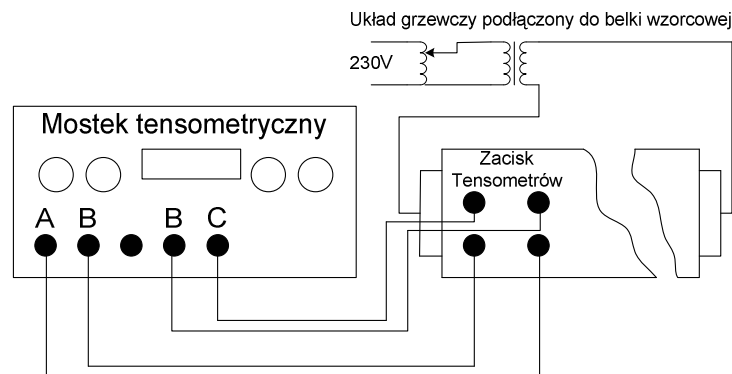 Układ grzewczy podłączony do belki wzorcowej
230V
Mostek tensometryczny
Zacisk
Tensometrów
A B B C